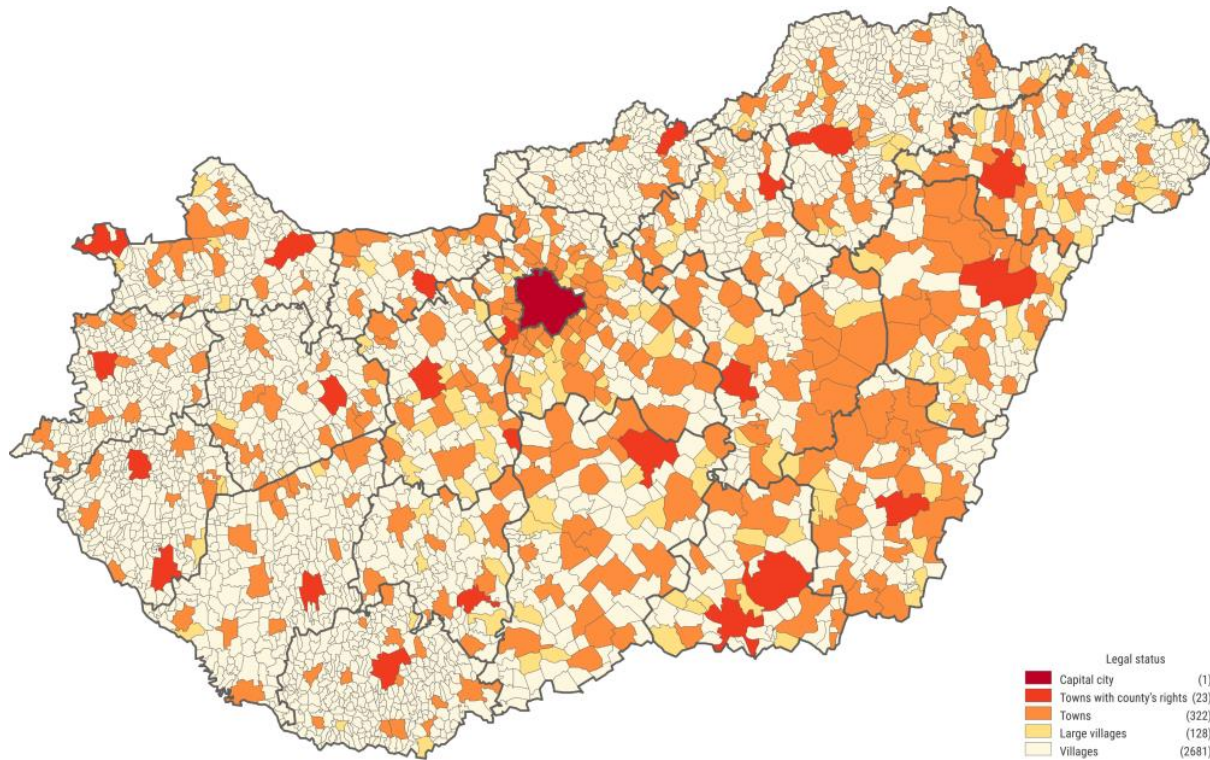 Legal status
Capital city (1)
Towns with county's rights (23)
Towns (322)
Large villages (128)
Villages (2681)